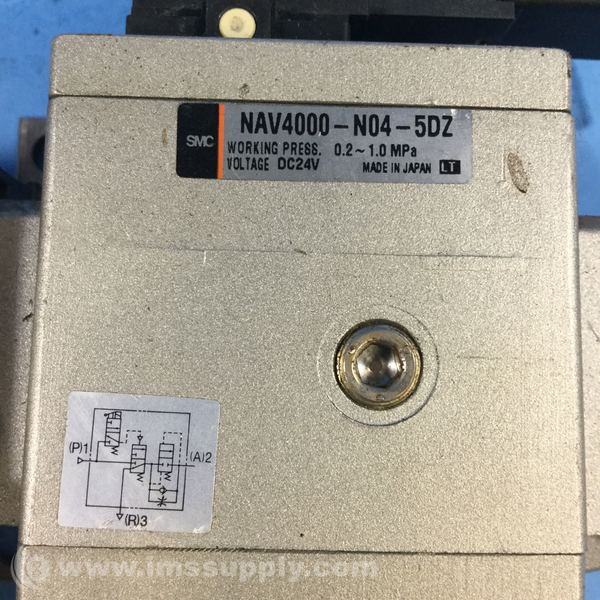 SMC
NAV4000-N04-5DZ
WORKING PRESS. 0.2~1.0 MPa
VOLTAGE DC24V MADE IN JAPAN LT
(P)1
(A)2
(R)3
© www.imssupply.com